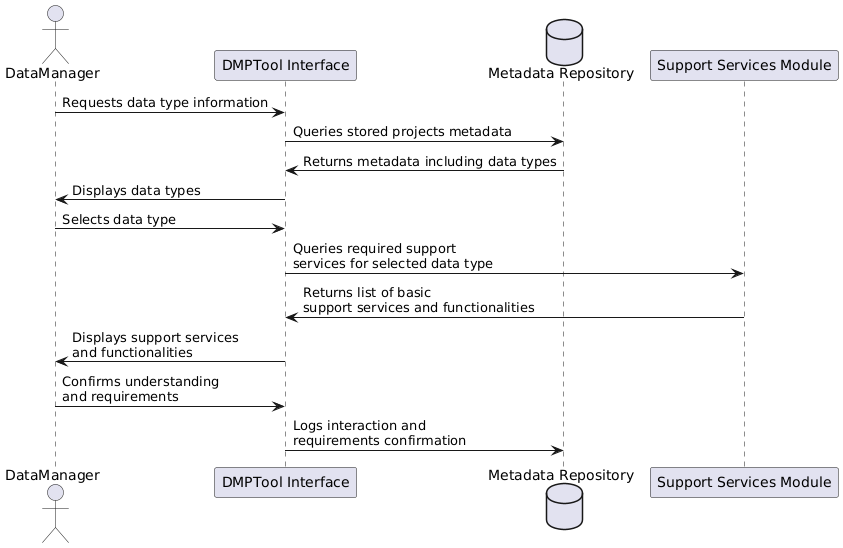 DataManager
DMPTool Interface
Metadata Repository
Support Services Module
Requests data type information
Queries stored projects metadata
Returns metadata including data types
Displays data types
Selects data type
Queries required support
services for selected data type
Returns list of basic
support services and functionalities
Displays support services
and functionalities
Confirms understanding
and requirements
Logs interaction and
requirements confirmation
DataManager
DMPTool Interface
Metadata Repository
Support Services Module